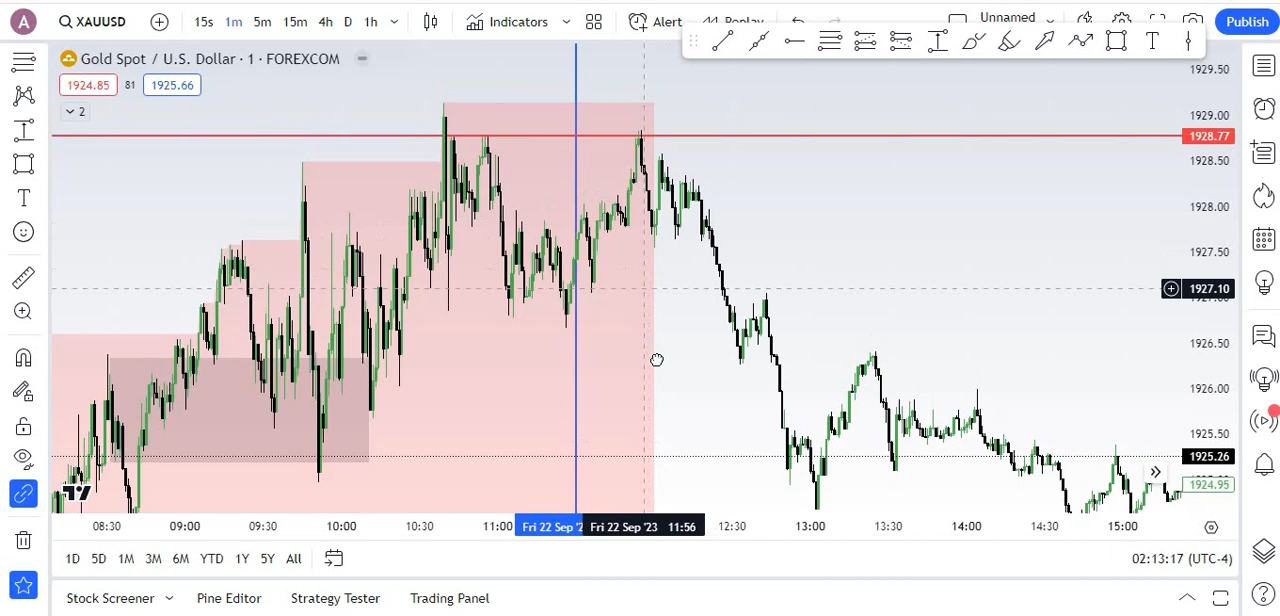 A
XAUUSD
15s 1m 5m 15m 4h D 1h
Indicators
Alert
Replay
Unnamed
Publish
Gold Spot / U.S. Dollar · 1 · FOREXCOM
1924.85 81 1925.66
2
1929.50
1929.00
1928.77
1928.50
1928.00
1927.50
1927.10
1926.50
1926.00
1925.50
1925.26
1924.95
08:30 09:00 09:30 10:00 10:30 11:00 Fri 22 Sep '2 Fri 22 Sep '23 11:56 12:30 13:00 13:30 14:00 14:30 15:00
1D 5D 1M 3M 6M YTD 1Y 5Y All
02:13:17 (UTC-4)
Stock Screener Pine Editor Strategy Tester Trading Panel